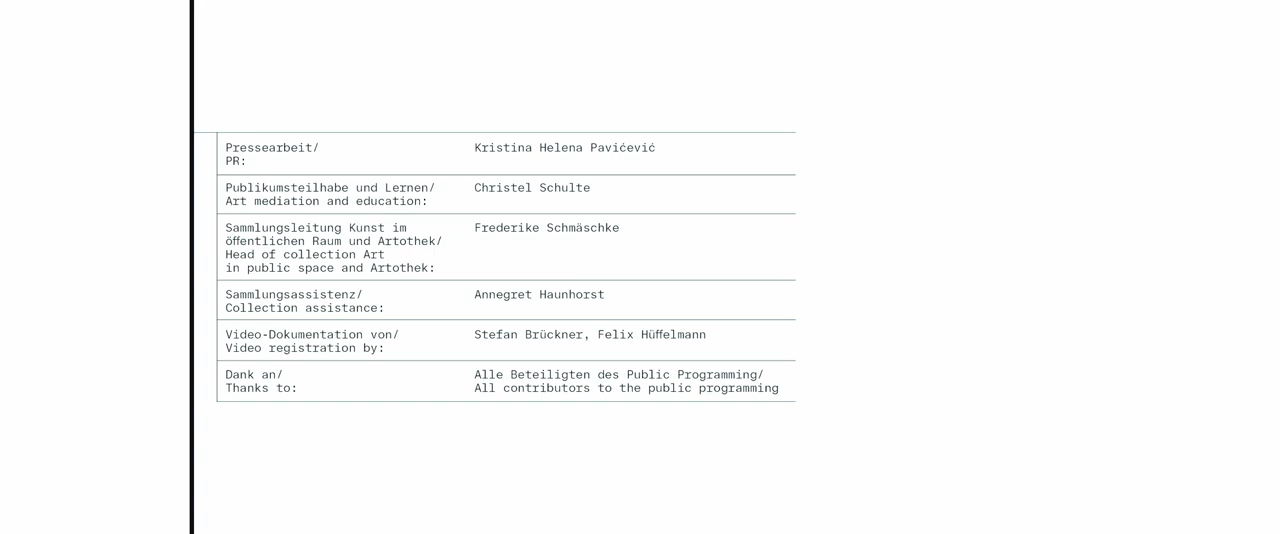 Pressearbeit/ Kristina Helena Pavićević
PR:
Publikumsteilhabe und Lernen/ Christel Schulte
Art mediation and education:
Sammlungsleitung Kunst im Frederike Schmäschke
öffentlichen Raum und Artothek/
Head of collection Art
in public space and Artothek:
Sammlungsassistenz/ Annegret Haunhorst
Collection assistance:
Video-Dokumentation von/ Stefan Brückner, Felix Hüffelmann
Video registration by:
Dank an/ Alle Beteiligten des Public Programming/
Thanks to: All contributors to the public programming